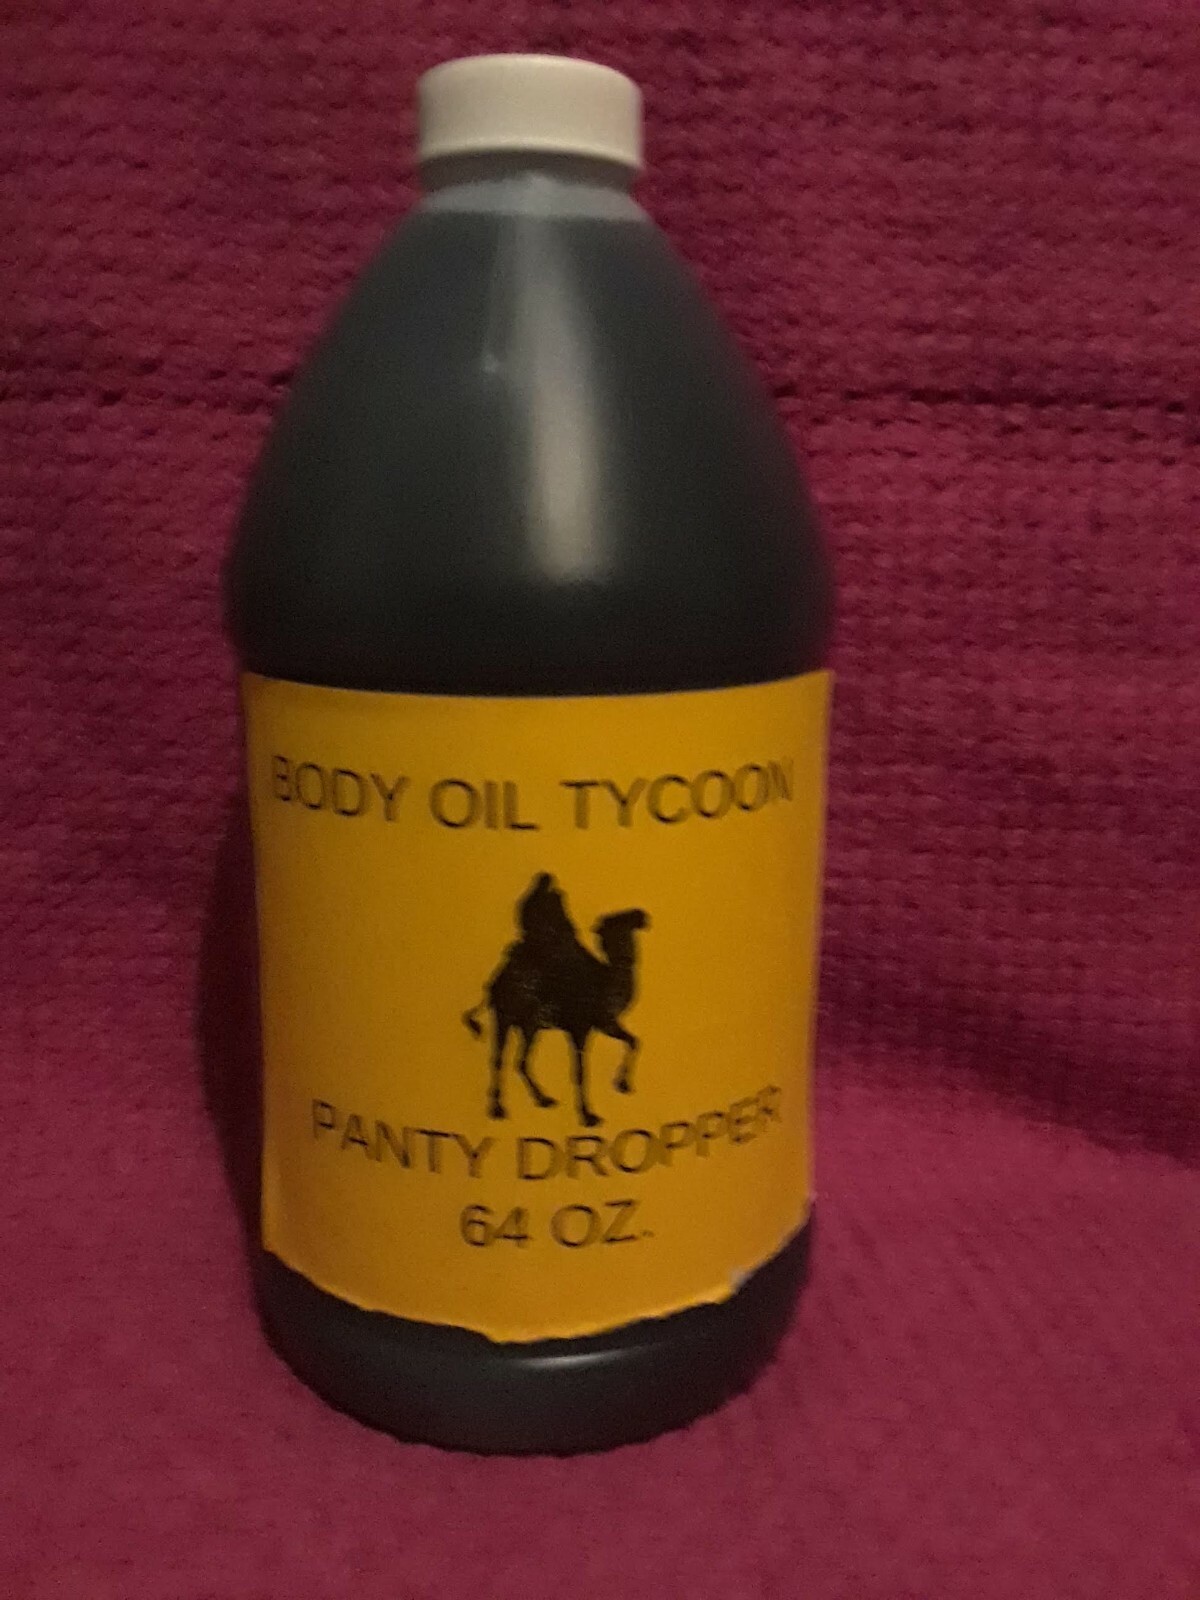 BODY OIL TYCOON
PANTY DROPPER
64 OZ.